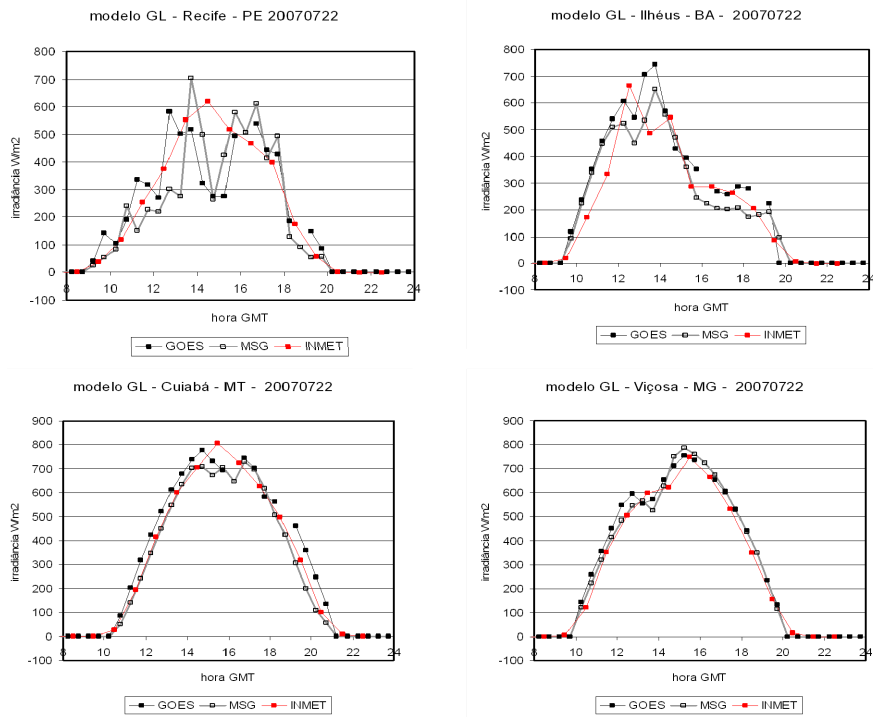 modelo GL - Recife - PE 20070722
800
700
600
500
400
300
200
100
0
-100
irradiância W/m2
8 10 12 14 16 18 20 22 24
hora GMT
GOES MSG INMET
modelo GL - Ilhéus - BA - 20070722
800
700
600
500
400
300
200
100
0
-100
irradiância W/m2
8 10 12 14 16 18 20 22 24
hora GMT
GOES MSG INMET
modelo GL - Cuiabá - MT - 20070722
900
800
700
600
500
400
300
200
100
0
-100
irradiância W/m2
8 10 12 14 16 18 20 22 24
hora GMT
GOES MSG INMET
modelo GL - Viçosa - MG - 20070722
900
800
700
600
500
400
300
200
100
0
-100
irradiância W/m2
8 10 12 14 16 18 20 22 24
hora GMT
GOES MSG INMET